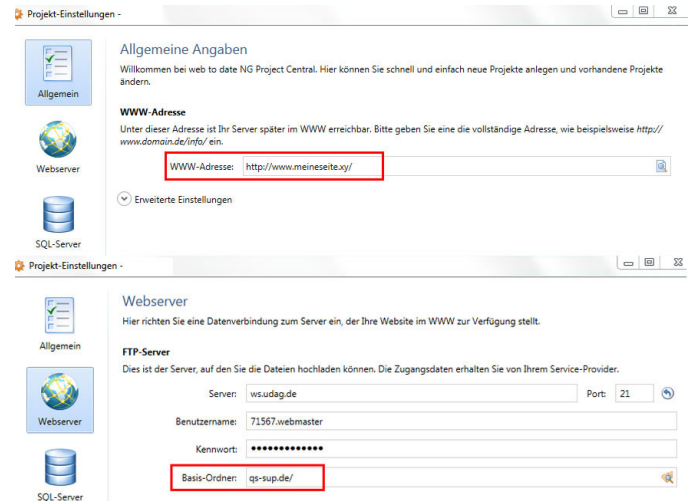 Projekt-Einstellungen -
Allgemein
Webserver
SQL-Server
Allgemeine Angaben
Willkommen bei web to date NG Project Central. Hier können Sie schnell und einfach neue Projekte anlegen und vorhandene Projekte
ändern.
WWW-Adresse
Unter dieser Adresse ist Ihr Server später im WWW erreichbar. Bitte geben Sie eine die vollständige Adresse, wie beispielsweise http://
www.domain.de/info/ ein.
WWW-Adresse: http://www.meineseite.xy/
Erweiterte Einstellungen
Projekt-Einstellungen -
Allgemein
Webserver
SQL-Server
Webserver
Hier richten Sie eine Datenverbindung zum Server ein, der Ihre Website im WWW zur Verfügung stellt.
FTP-Server
Dies ist der Server, auf den Sie die Dateien hochladen können. Die Zugangsdaten erhalten Sie von Ihrem Service-Provider.
Server: ws.udag.de Port: 21
Benutzername: 71567.webmaster
Kennwort: •••••••••••••
Basis-Ordner: qs-sup.de/